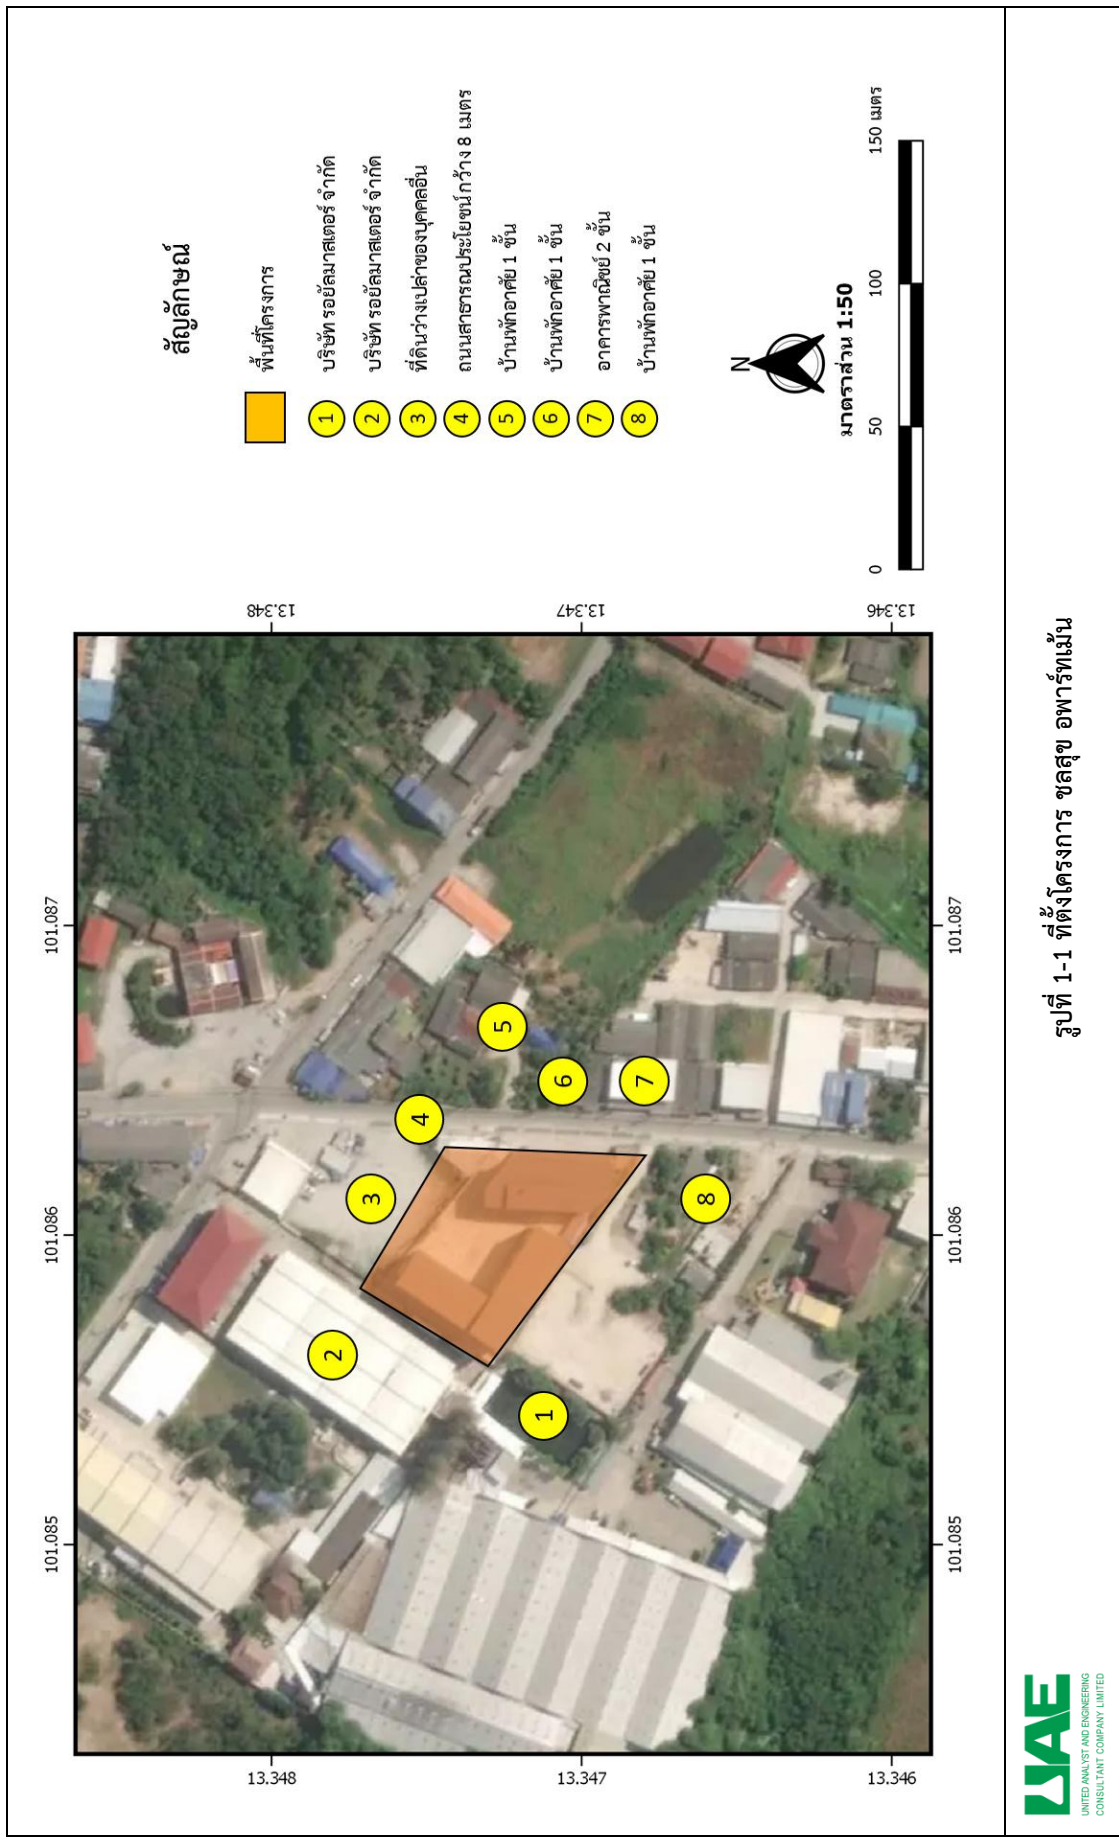 สัญลักษณ์
พื้นที่โครงการ
1 บริษัท รอยัลมาสเตอร์ จำกัด
2 บริษัท รอยัลมาสเตอร์ จำกัด
3 ที่ดินว่างเปล่าของบุคคลอื่น
4 ถนนสาธารณประโยชน์กว้าง 8 เมตร
5 บ้านพักอาศัย 1 ชั้น
6 บ้านพักอาศัย 1 ชั้น
7 อาคารพาณิชย์ 2 ชั้น
8 บ้านพักอาศัย 1 ชั้น
N
มาตราส่วน 1:50
0 50 100 150 เมตร
101.085 101.086 101.087
13.348 13.348
2
3
4
1
5
6
13.347 13.347
7
8
13.346 13.346
101.085 101.086 101.087
รูปที่ 1-1 ที่ตั้งโครงการ ชลสุข อพาร์ทเม้น
UAE
UNITED ANALYST AND ENGINEERING
CONSULTANT COMPANY LIMITED